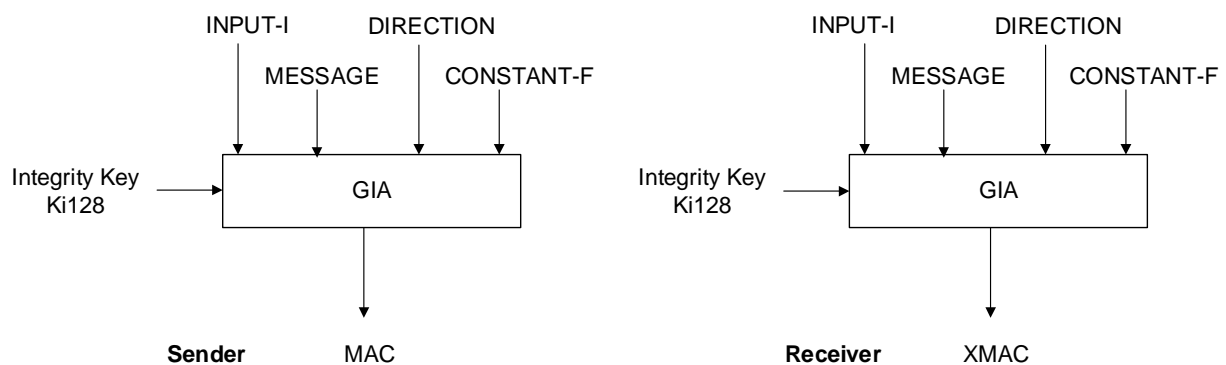 INPUT-I DIRECTION
MESSAGE CONSTANT-F
Integrity Key
Ki128
GIA
Sender MAC
INPUT-I DIRECTION
MESSAGE CONSTANT-F
Integrity Key
Ki128
GIA
Receiver XMAC